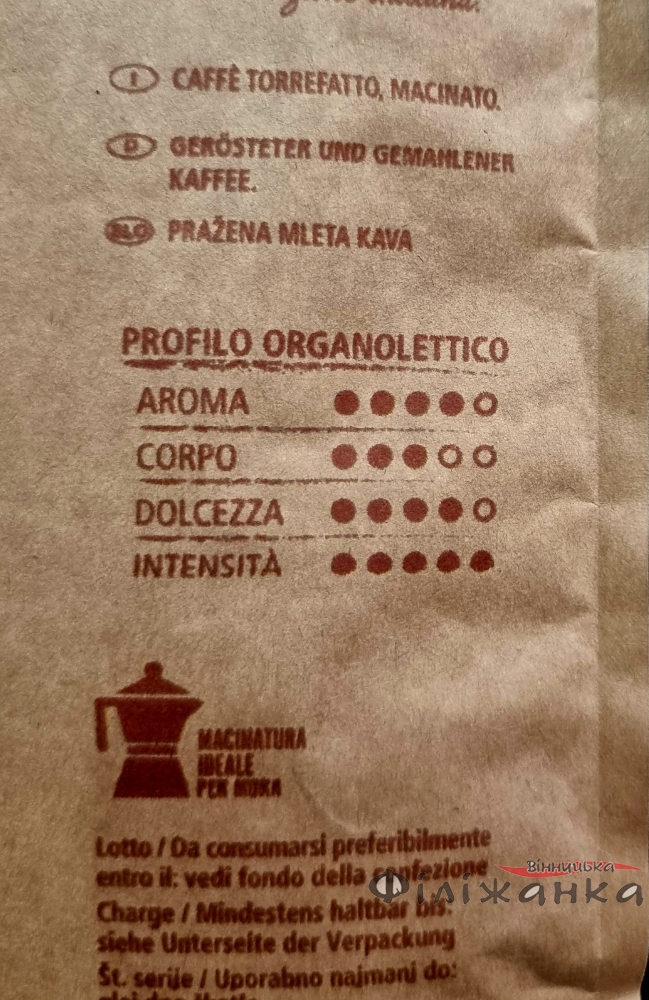 italiana.
I CAFFÈ TORREFATTO, MACINATO.
D GERÖSTETER UND GEMAHLENER
KAFFEE.
SLO PRAŽENA MLETA KAVA
PROFILO ORGANOLETTICO
AROMA
CORPO
DOLCEZZA
INTENSITÀ
MACINATURA
IDEALE
PER MOKA
Lotto / Da consumarsi preferibilmente
entro il: vedi fondo della confezione
Вінницька
Філіжанка
Charge / Mindestens haltbar bis:
siehe Unterseite der Verpackung
Št. serije / Uporabno najmanj do: